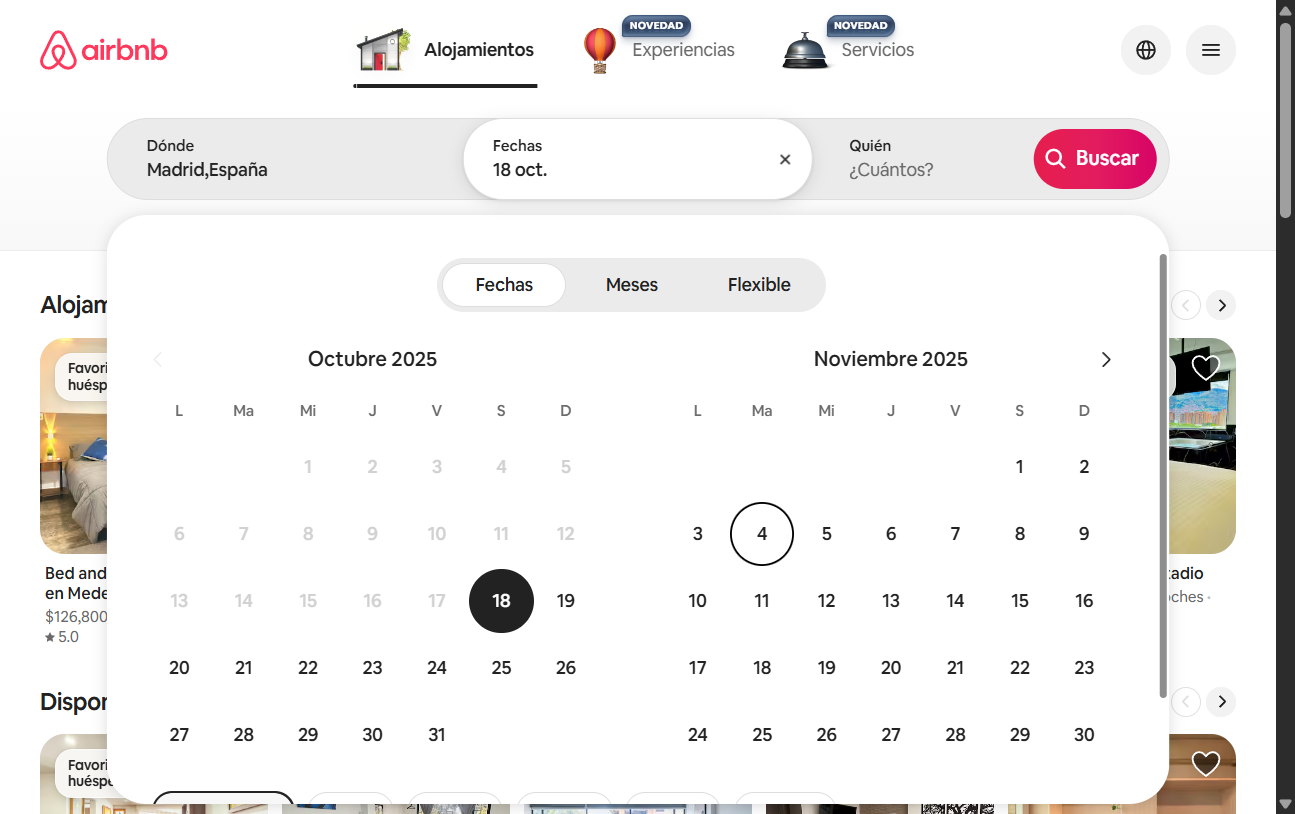 airbnb
Alojamientos
NOVEDAD
Experiencias
NOVEDAD
Servicios
Dónde
Madrid,España
Fechas
18 oct.
Quién
¿Cuántos?
Buscar
Fechas
Meses
Flexible
Octubre 2025
L Ma Mi J V S D
1 2 3 4 5
6 7 8 9 10 11 12
13 14 15 16 17 18 19
20 21 22 23 24 25 26
27 28 29 30 31
Noviembre 2025
L Ma Mi J V S D
1 2
3 4 5 6 7 8 9
10 11 12 13 14 15 16
17 18 19 20 21 22 23
24 25 26 27 28 29 30
Alojam
Favori
huésp
Bed and
en Mede
$126,800
5.0
tadio
oches ·
Dispon
Favori
huéspe